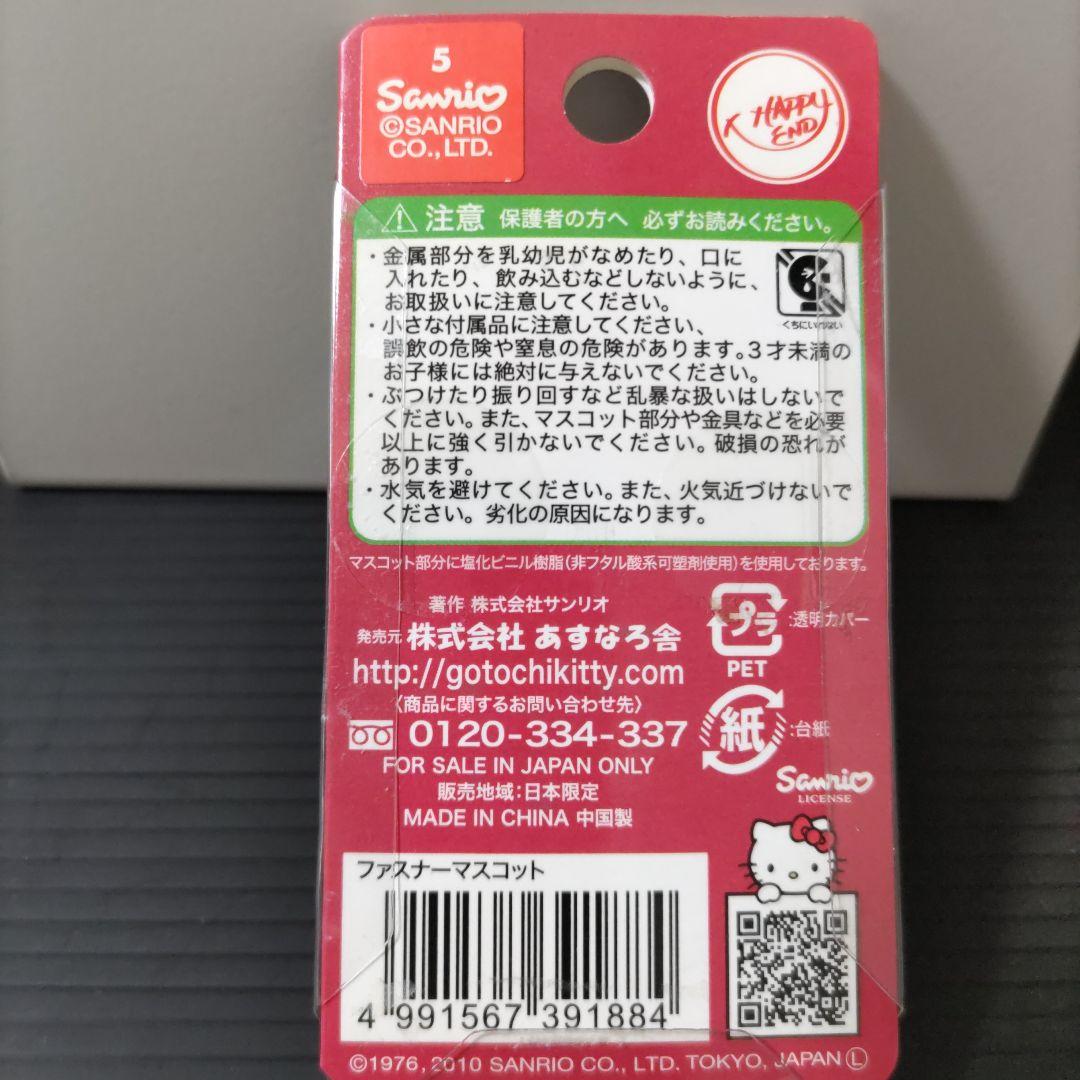 5
Sanrio
©SANRIO
CO.,LTD.
HAPPY
END
注意 保護者の方へ 必ずお読みください。
・金属部分を乳幼児がなめたり、口に
入れたり、飲み込むなどしないように、
お取扱いに注意してください。
くちにいれない
・小さな付属品に注意してください、
誤飲の危険や窒息の危険があります。3才未満の
お子様には絶対に与えないでください。
・ぶつけたり振り回すなど乱暴な扱いはしないで
ください。また、マスコット部分や金具などを必要
以上に強く引かないでください。破損の恐れが
あります。
・水気を避けてください。また、火気近づけないで
ください。劣化の原因になります。
マスコット部分に塩化ビニル樹脂(非フタル酸系可塑剤使用)を使用しております。
著作 株式会社サンリオ
発売元 株式会社 あすなろ舎
http://gotochikitty.com
〈商品に関するお問い合わせ先〉
0120-334-337
FOR SALE IN JAPAN ONLY
販売地域:日本限定
MADE IN CHINA 中国製
プラ :透明カバー
PET
紙 :台紙
Sanrio
LICENSE
ファスナーマスコット
4 991567 391884
©1976, 2010 SANRIO CO., LTD. TOKYO, JAPAN Ⓛ